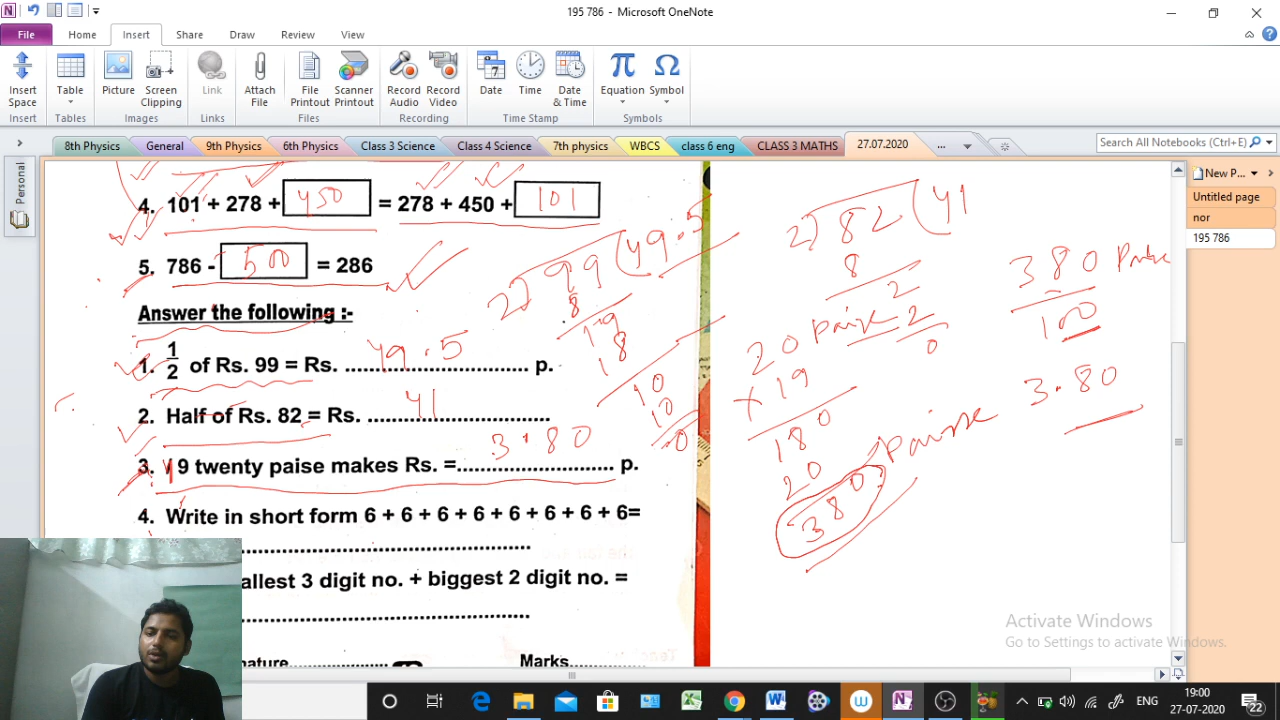 195 786 - Microsoft OneNote
File Home Insert Share Draw Review View
Insert Space Table Picture Screen Clipping Link Attach File File Printout Scanner Printout Record Audio Record Video Date Time Date & Time Equation Symbol
Insert Tables Images Links Files Recording Time Stamp Symbols
8th Physics General 9th Physics 6th Physics Class 3 Science Class 4 Science 7th physics WBCS class 6 eng CLASS 3 MATHS 27.07.2020 ... Search All Notebooks (Ctrl+E)
Personal
New P...
Untitled page
nor
195 786
4. 101 + 278 + 450 = 278 + 450 + 101
5. 786 - 500 = 286
Answer the following :-
1. 1/2 of Rs. 99 = Rs. 49.5 p.
2. Half of Rs. 82 = Rs. 41
3. 19 twenty paise makes Rs. = 3.80 p.
4. Write in short form 6 + 6 + 6 + 6 + 6 + 6 + 6 + 6=
allest 3 digit no. + biggest 2 digit no. =
nature
Marks
2) 99 (49.5
8
19
18
10
10
0
2) 82 (41
8
2
2
0
20 Paise
× 19
180
20
380 Paise
380 Paise
100
3.80
Activate Windows
Go to Settings to activate Windows.
ENG
19:00
27-07-2020
22